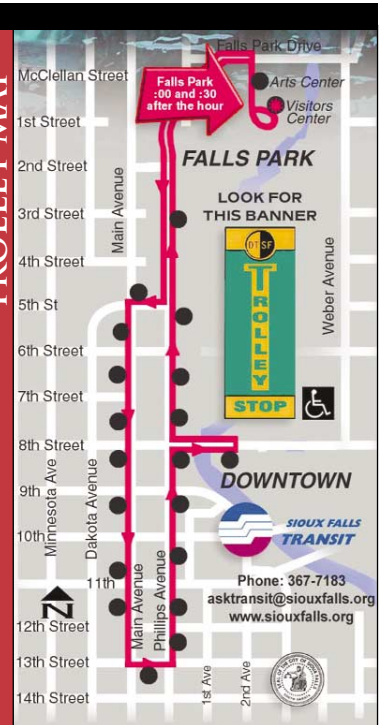 TROLLEY MAP
Falls Park Drive
McClellan Street
Falls Park
:00 and :30
after the hour
Arts Center
Visitors
Center
1st Street
FALLS PARK
2nd Street
Main Avenue
LOOK FOR
THIS BANNER
3rd Street
DTSF
4th Street
Weber Avenue
TROLLEY
5th St
6th Street
7th Street
STOP
8th Street
DOWNTOWN
Minnesota Ave
Dakota Avenue
9th
SIOUX FALLS
TRANSIT
10th
Main Avenue
Phillips Avenue
11th
Phone: 367-7183
asktransit@siouxfalls.org
www.siouxfalls.org
N
12th Street
13th Street
1st Ave
2nd Ave
14th Street